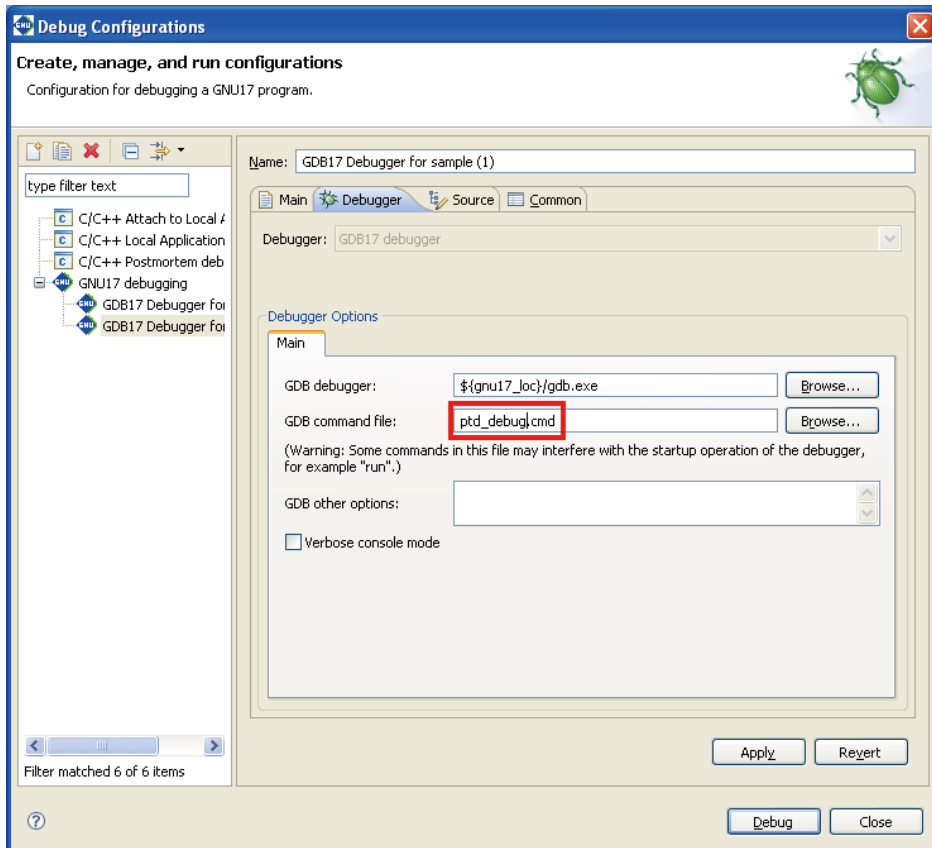 Debug Configurations
Create, manage, and run configurations
Configuration for debugging a GNU17 program.
type filter text
C/C++ Attach to Local A
C/C++ Local Application
C/C++ Postmortem deb
GNU17 debugging
GDB17 Debugger for
GDB17 Debugger for
Filter matched 6 of 6 items
Name: GDB17 Debugger for sample (1)
Main Debugger Source Common
Debugger: GDB17 debugger
Debugger Options
Main
GDB debugger: ${gnu17_loc}/gdb.exe Browse...
GDB command file: ptd_debug.cmd Browse...
(Warning: Some commands in this file may interfere with the startup operation of the debugger,
for example "run".)
GDB other options:
Verbose console mode
Apply Revert
Debug Close